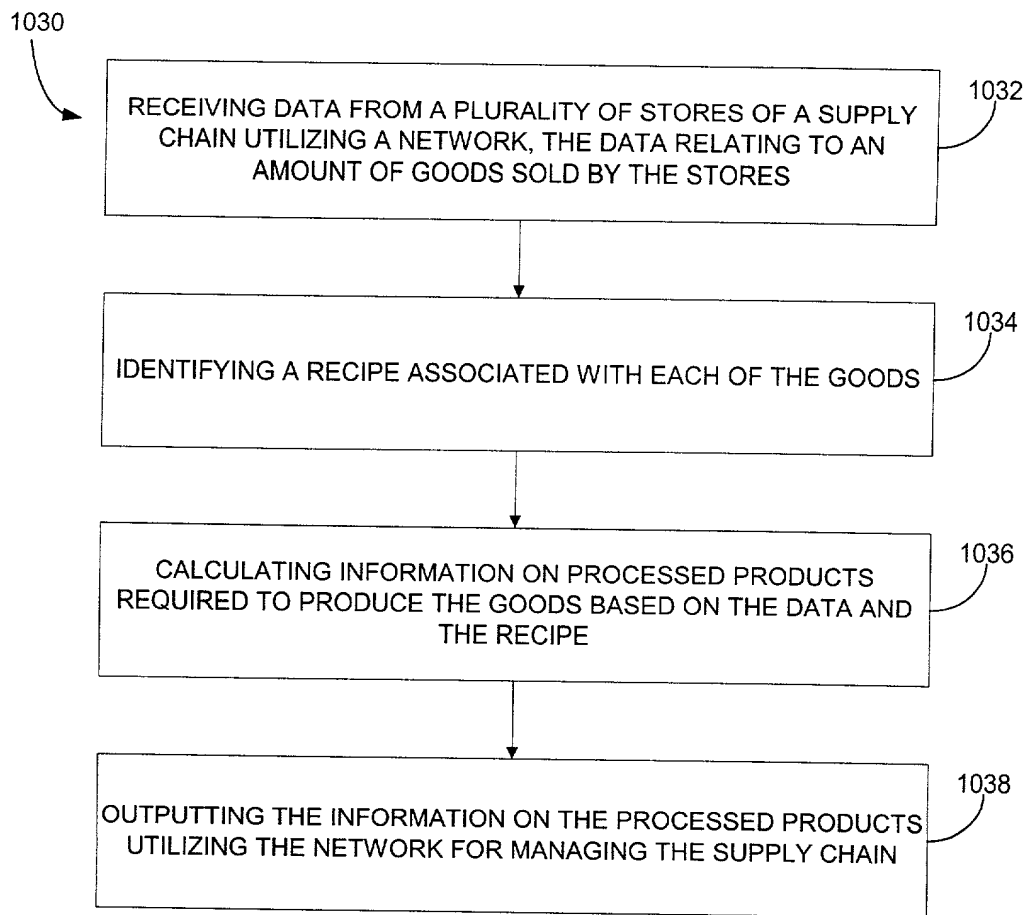 1030
1032
RECEIVING DATA FROM A PLURALITY OF STORES OF A SUPPLY
CHAIN UTILIZING A NETWORK, THE DATA RELATING TO AN
AMOUNT OF GOODS SOLD BY THE STORES
1034
IDENTIFYING A RECIPE ASSOCIATED WITH EACH OF THE GOODS
1036
CALCULATING INFORMATION ON PROCESSED PRODUCTS
REQUIRED TO PRODUCE THE GOODS BASED ON THE DATA AND
THE RECIPE
1038
OUTPUTTING THE INFORMATION ON THE PROCESSED PRODUCTS
UTILIZING THE NETWORK FOR MANAGING THE SUPPLY CHAIN